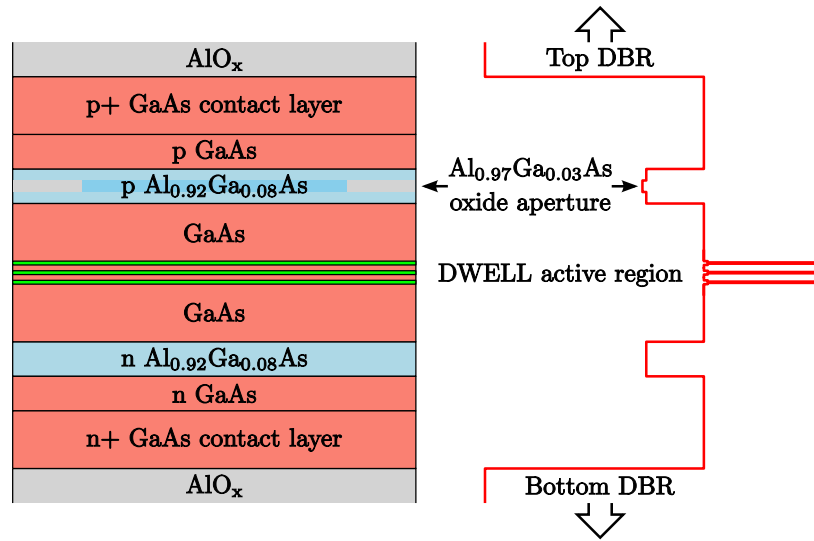 AlOₓ
Top DBR
p+ GaAs contact layer
p GaAs
p Al₀.₉₂Ga₀.₀₈As
Al₀.₉₇Ga₀.₀₃As
oxide aperture
GaAs
DWELL active region
GaAs
n Al₀.₉₂Ga₀.₀₈As
n GaAs
n+ GaAs contact layer
AlOₓ
Bottom DBR